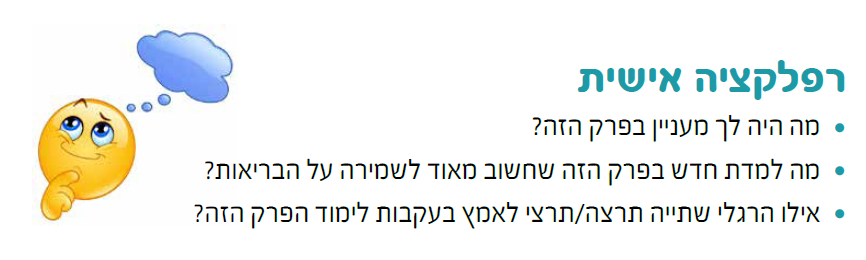 רפלקציה אישית
• מה היה לך מעניין בפרק הזה?
• מה למדת חדש בפרק הזה שחשוב מאוד לשמירה על הבריאות?
• אילו הרגלי שתייה תרצה/תרצי לאמץ בעקבות לימוד הפרק הזה?